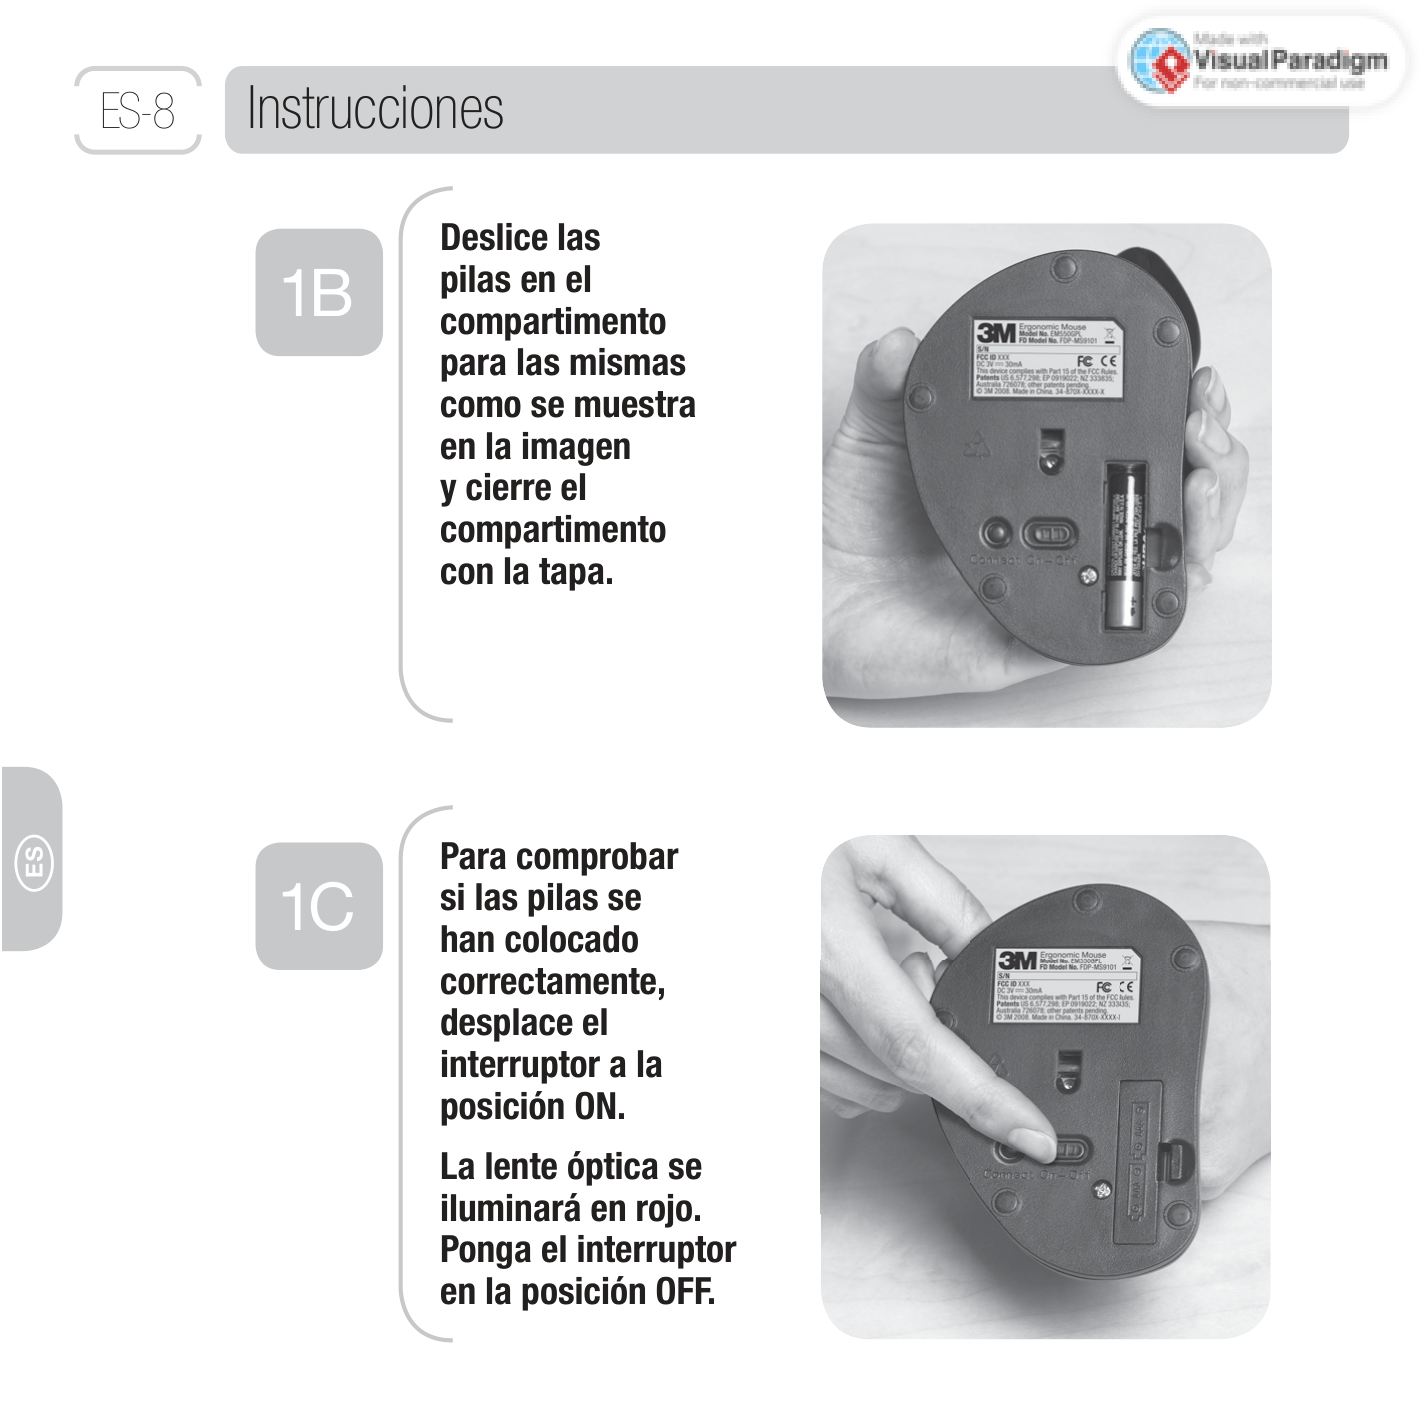 Made with
Visual Paradigm
For non-commercial use
ES-8
Instrucciones
1B
Deslice las
pilas en el
compartimento
para las mismas
como se muestra
en la imagen
y cierre el
compartimento
con la tapa.
3M Ergonomic Mouse
Model No. EM550GPL
FD Model No. FDP-MS9101
S/N
FCC ID XXX
DC 3V 30mA
FC CE
This device complies with Part 15 of the FCC Rules.
Patents US 6,577,298; EP 0919022; NZ 333835;
Australia 726078; other patents pending.
© 3M 2008. Made in China. 34-870X-XXXX-X
Connect On – Off
ES
1C
Para comprobar
si las pilas se
han colocado
correctamente,
desplace el
interruptor a la
posición ON.
La lente óptica se
iluminará en rojo.
Ponga el interruptor
en la posición OFF.
3M Ergonomic Mouse
Model No.
FD Model No. FDP-MS9101
S/N
FCC ID XXX
DC 3V 30mA
FC CE
This device complies with Part 15 of the FCC Rules.
Patents US 6,577,298; EP 0919022; NZ
Australia 726078; other patents pending.
© 3M 2008. Made in China.
Connect On – Off